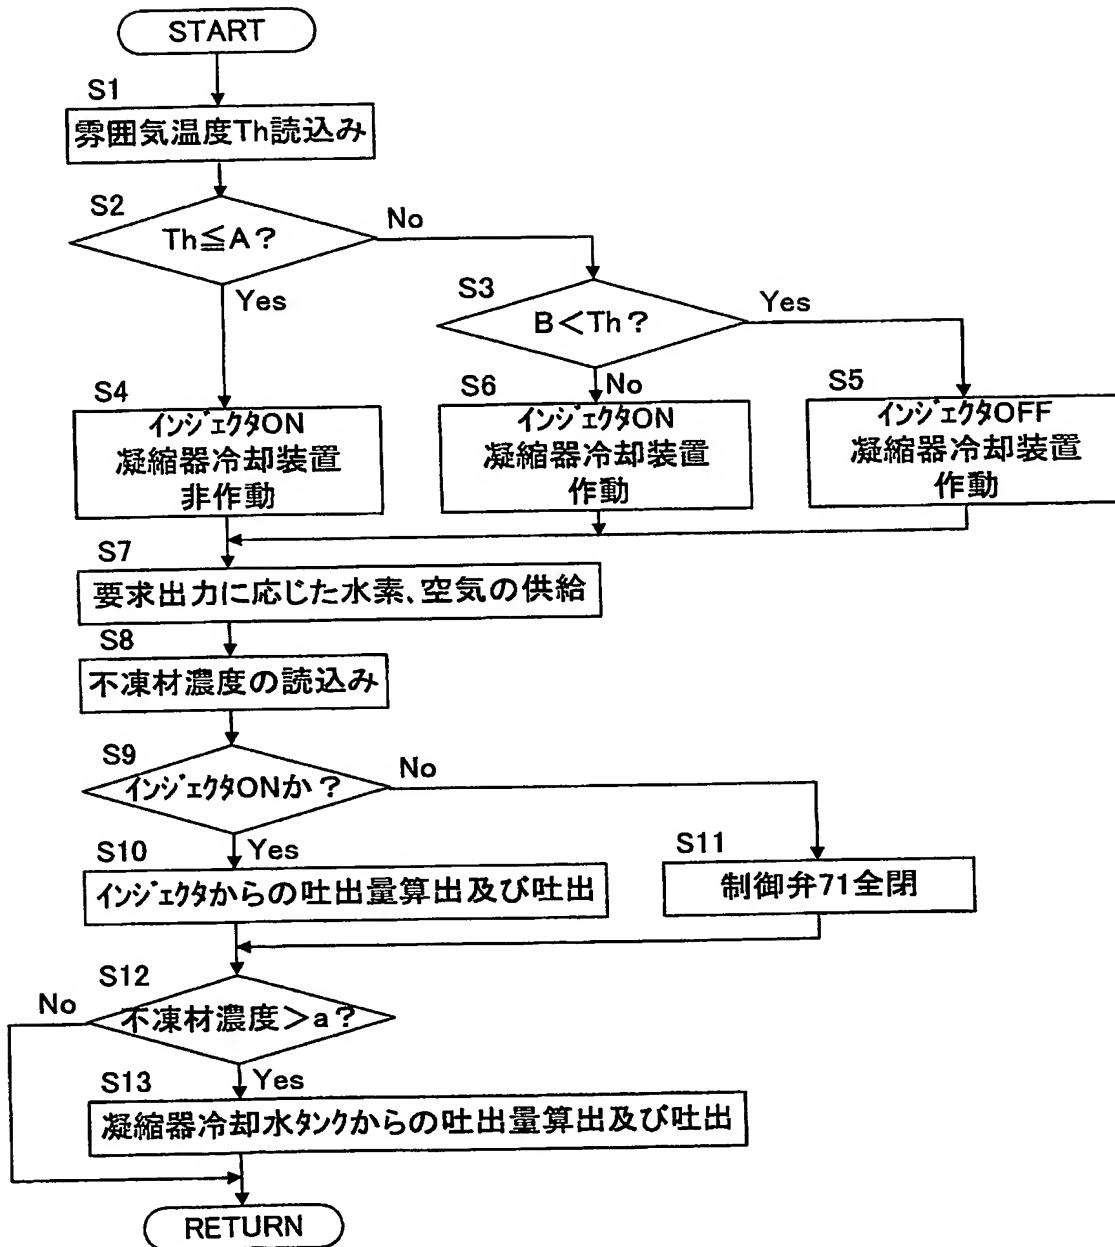 START
S1
雰囲気温度Th読込み
S2
Th≦A?
No
Yes
S3
B<Th?
Yes
No
S4
インジェクタON
凝縮器冷却装置
非作動
S6
インジェクタON
凝縮器冷却装置
作動
S5
インジェクタOFF
凝縮器冷却装置
作動
S7
要求出力に応じた水素、空気の供給
S8
不凍材濃度の読込み
S9
インジェクタONか?
No
Yes
S10
インジェクタからの吐出量算出及び吐出
S11
制御弁71全閉
S12
不凍材濃度>a?
No
Yes
S13
凝縮器冷却水タンクからの吐出量算出及び吐出
RETURN